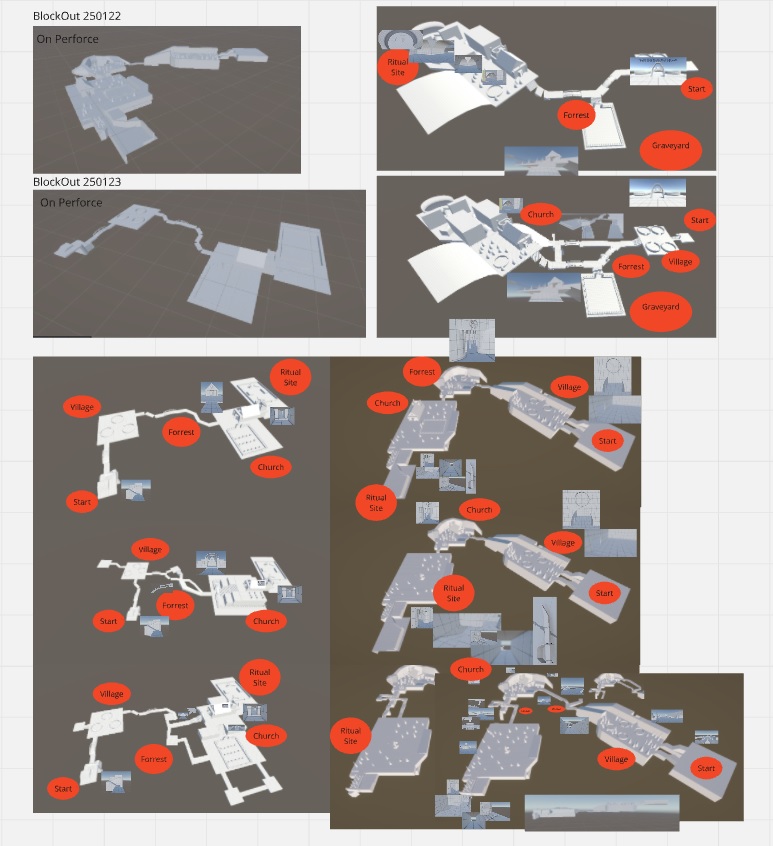 BlockOut 250122
On Perforce
Ritual
Site
Start
Forrest
Graveyard
BlockOut 250123
On Perforce
Church
Start
Forrest
Village
Graveyard
Ritual
Site
Village
Forrest
Church
Start
Forrest
Village
Church
Start
Ritual
Site
Village
Forrest
Start
Church
Church
Village
Ritual
Site
Start
Ritual
Site
Village
Church
Forrest
Start
Church
Ritual
Site
Village
Start